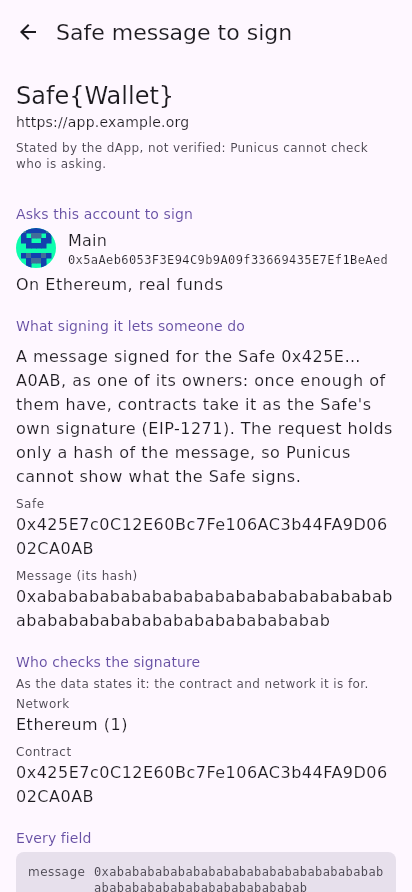 Safe message to sign
Safe{Wallet}
https://app.example.org
Stated by the dApp, not verified: Punicus cannot check
who is asking.
Asks this account to sign
Main
0x5aAeb6053F3E94C9b9A09f33669435E7Ef1BeAed
On Ethereum, real funds
What signing it lets someone do
A message signed for the Safe 0x425E…
A0AB, as one of its owners: once enough of
them have, contracts take it as the Safe's
own signature (EIP-1271). The request holds
only a hash of the message, so Punicus
cannot show what the Safe signs.
Safe
0x425E7c0C12E60Bc7Fe106AC3b44FA9D06
02CA0AB
Message (its hash)
0xabababababababababababababababababab
ababababababababababababababab
Who checks the signature
As the data states it: the contract and network it is for.
Network
Ethereum (1)
Contract
0x425E7c0C12E60Bc7Fe106AC3b44FA9D06
02CA0AB
Every field
message 0xabababababababababababababababababab
abababababababababababababab